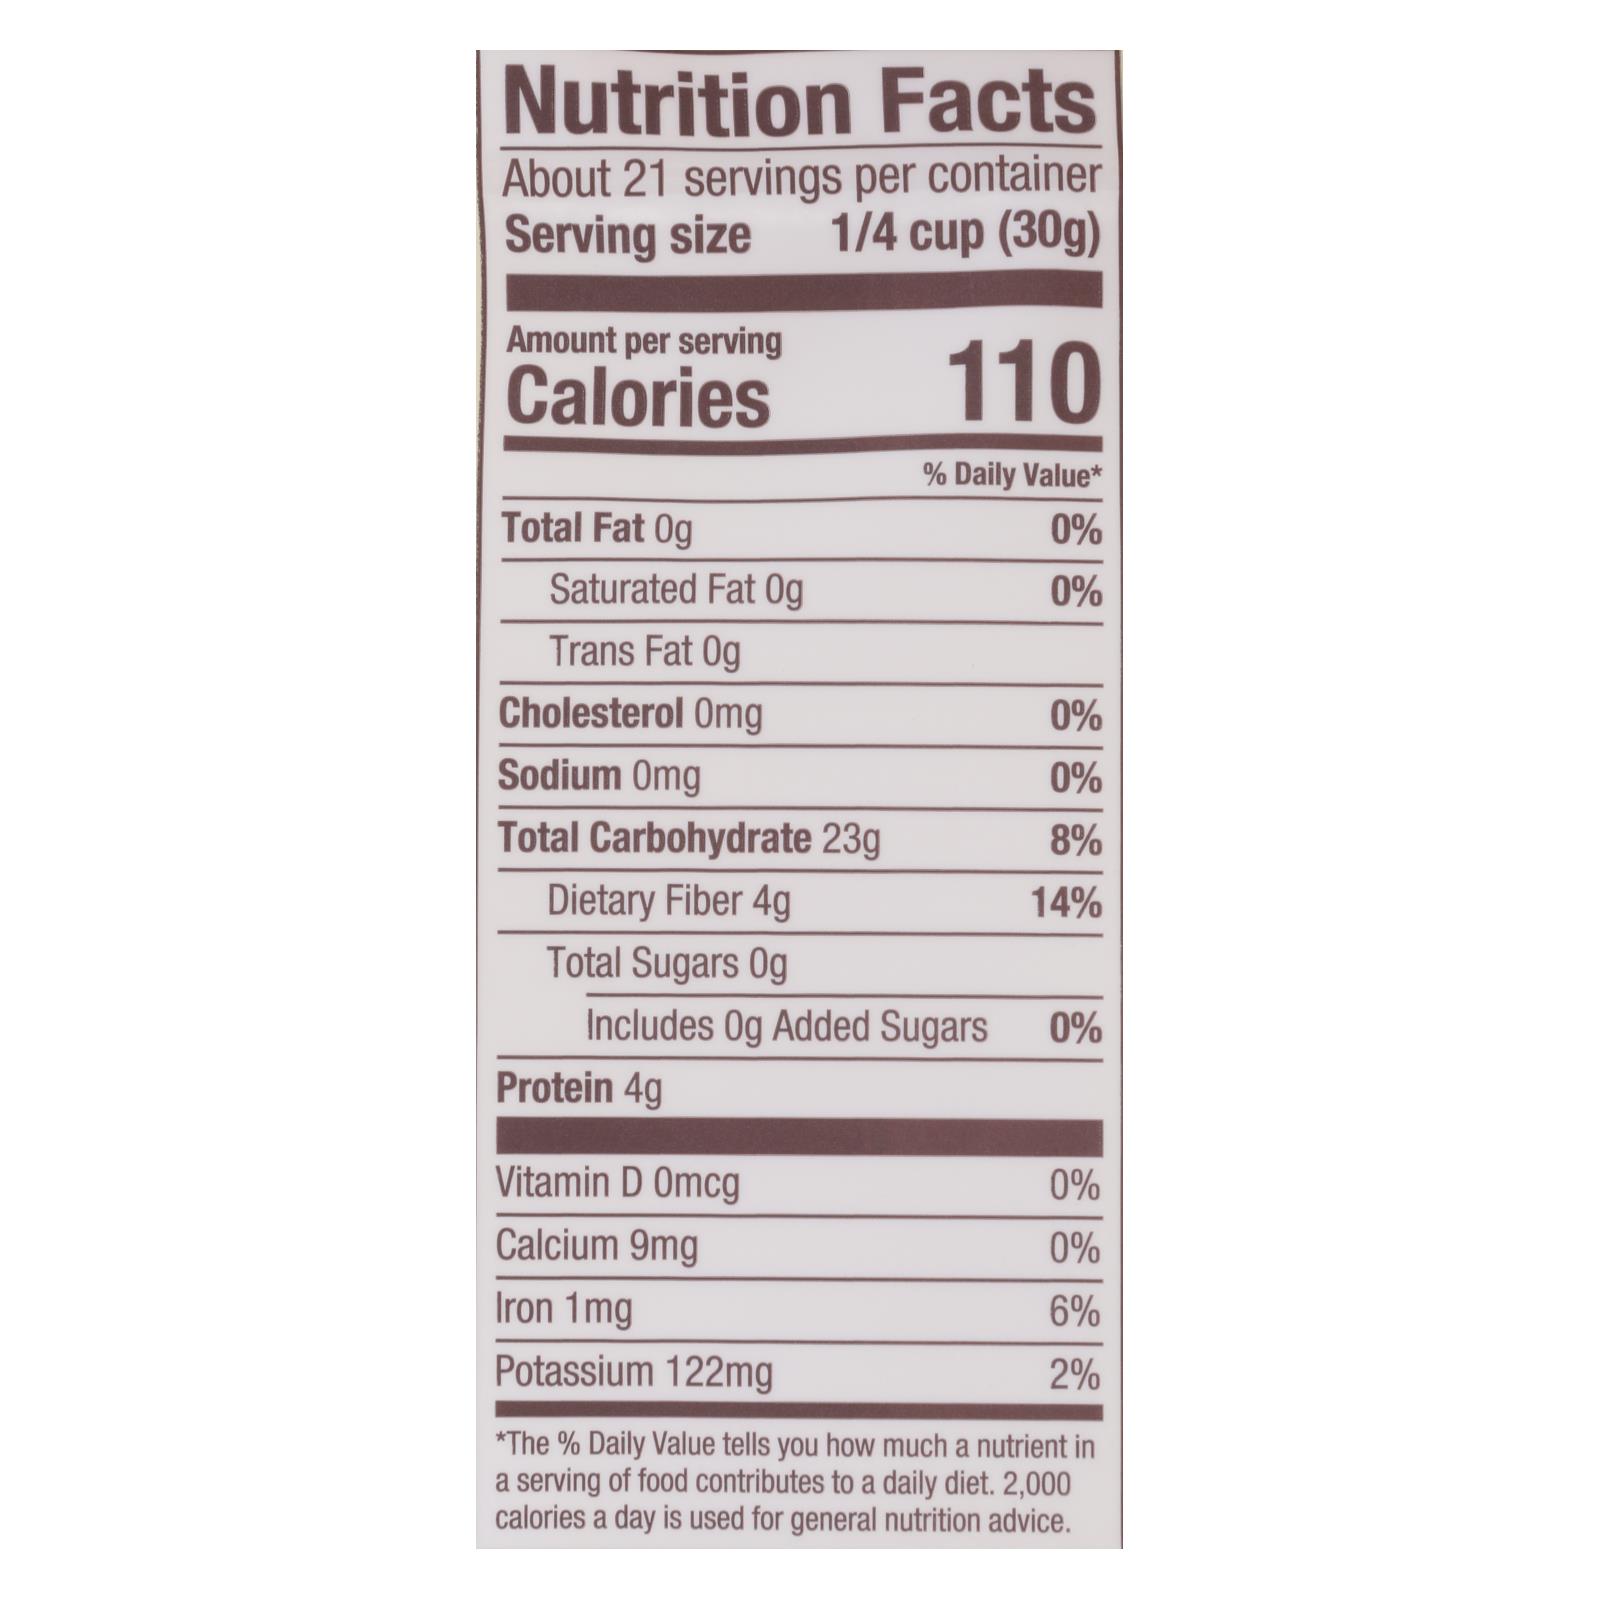 Nutrition Facts
About 21 servings per container
Serving size 1/4 cup (30g)
Amount per serving
Calories 110
% Daily Value*
Total Fat 0g 0%
Saturated Fat 0g 0%
Trans Fat 0g
Cholesterol 0mg 0%
Sodium 0mg 0%
Total Carbohydrate 23g 8%
Dietary Fiber 4g 14%
Total Sugars 0g
Includes 0g Added Sugars 0%
Protein 4g
Vitamin D 0mcg 0%
Calcium 9mg 0%
Iron 1mg 6%
Potassium 122mg 2%
*The % Daily Value tells you how much a nutrient in
a serving of food contributes to a daily diet. 2,000
calories a day is used for general nutrition advice.